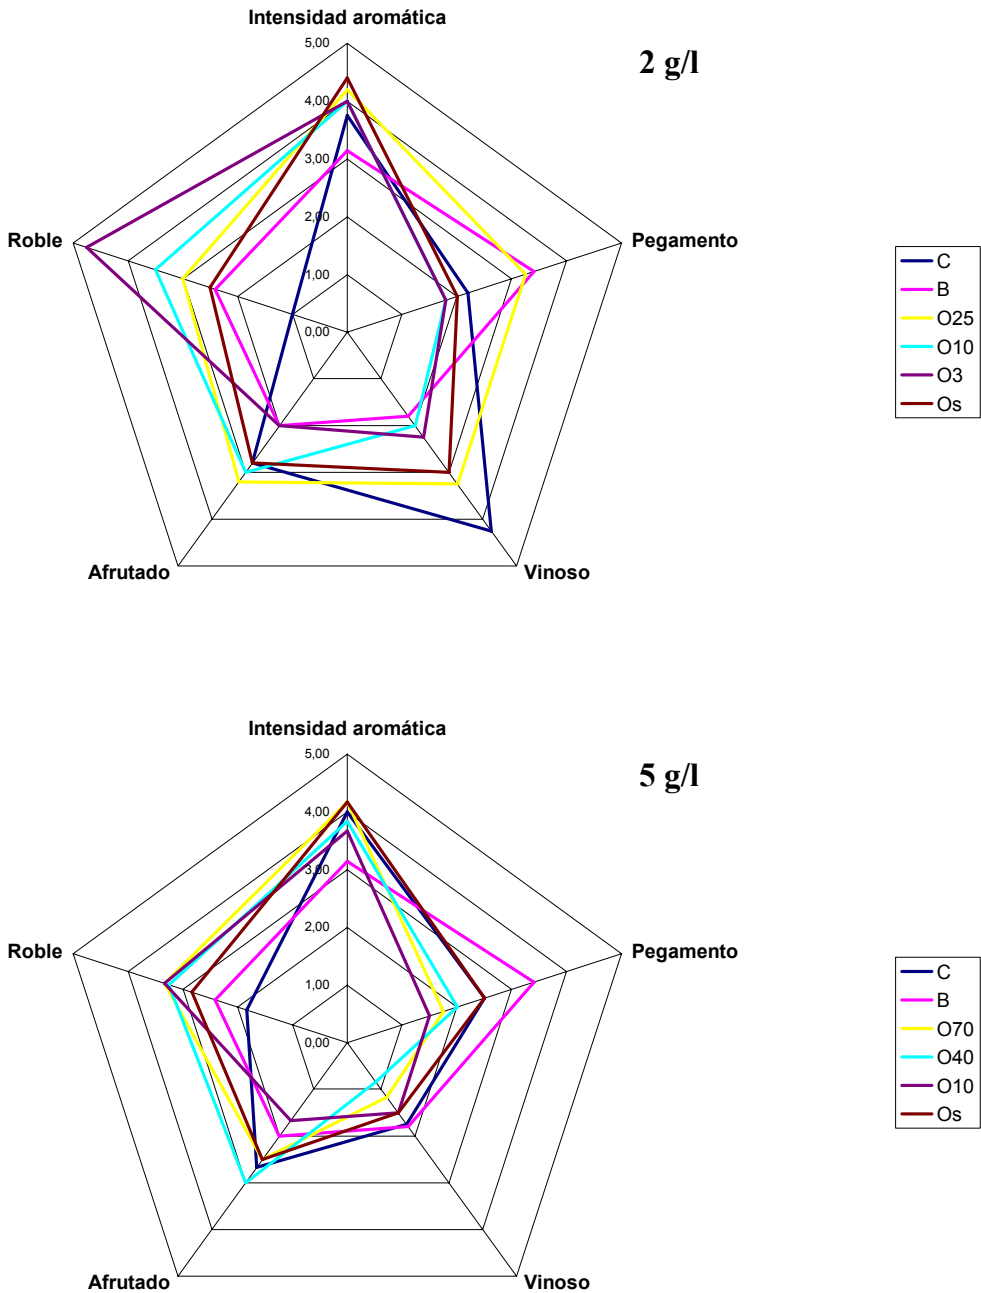 Intensidad aromática
5,00
2 g/l
4,00
3,00
2,00
1,00
0,00
Roble
Pegamento
Afrutado
Vinoso
C
B
O25
O10
O3
Os
Intensidad aromática
5,00
5 g/l
4,00
3,00
2,00
1,00
0,00
Roble
Pegamento
Afrutado
Vinoso
C
B
O70
O40
O10
Os